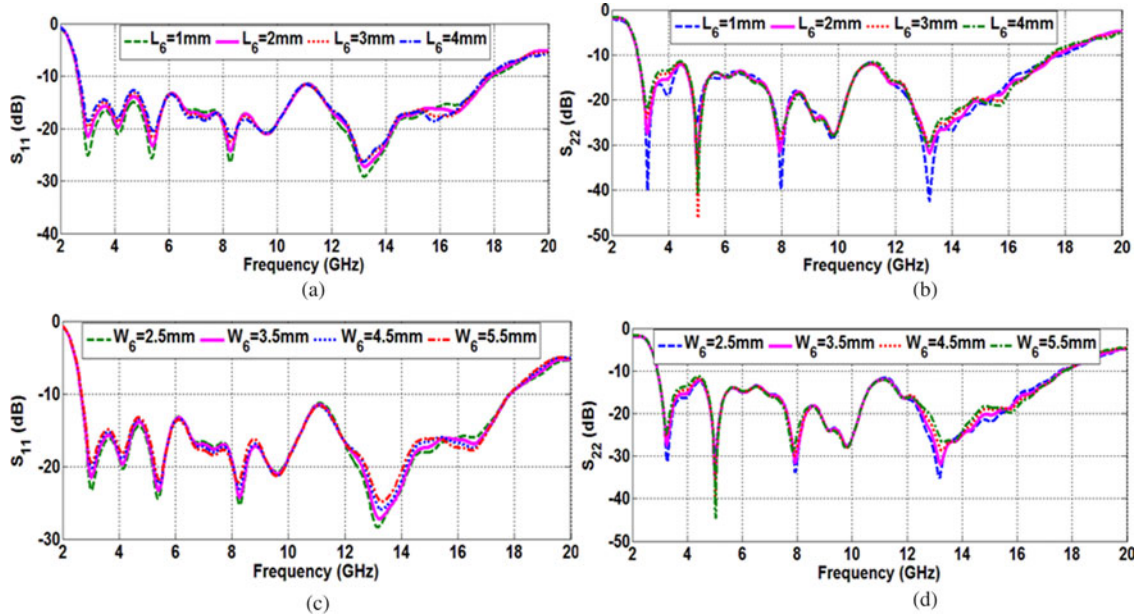 L6=1mm L6=2mm L6=3mm L6=4mm
S11 (dB)
0
-10
-20
-30
-40
2 4 6 8 10 12 14 16 18 20
Frequency (GHz)
(a)
L6=1mm L6=2mm L6=3mm L6=4mm
S22 (dB)
0
-10
-20
-30
-40
-50
2 4 6 8 10 12 14 16 18 20
Frequency (GHz)
(b)
W6=2.5mm W6=3.5mm W6=4.5mm W6=5.5mm
S11 (dB)
0
-10
-20
-30
2 4 6 8 10 12 14 16 18 20
Frequency (GHz)
(c)
W6=2.5mm W6=3.5mm W6=4.5mm W6=5.5mm
S22 (dB)
0
-10
-20
-30
-40
-50
2 4 6 8 10 12 14 16 18 20
Frequency (GHz)
(d)